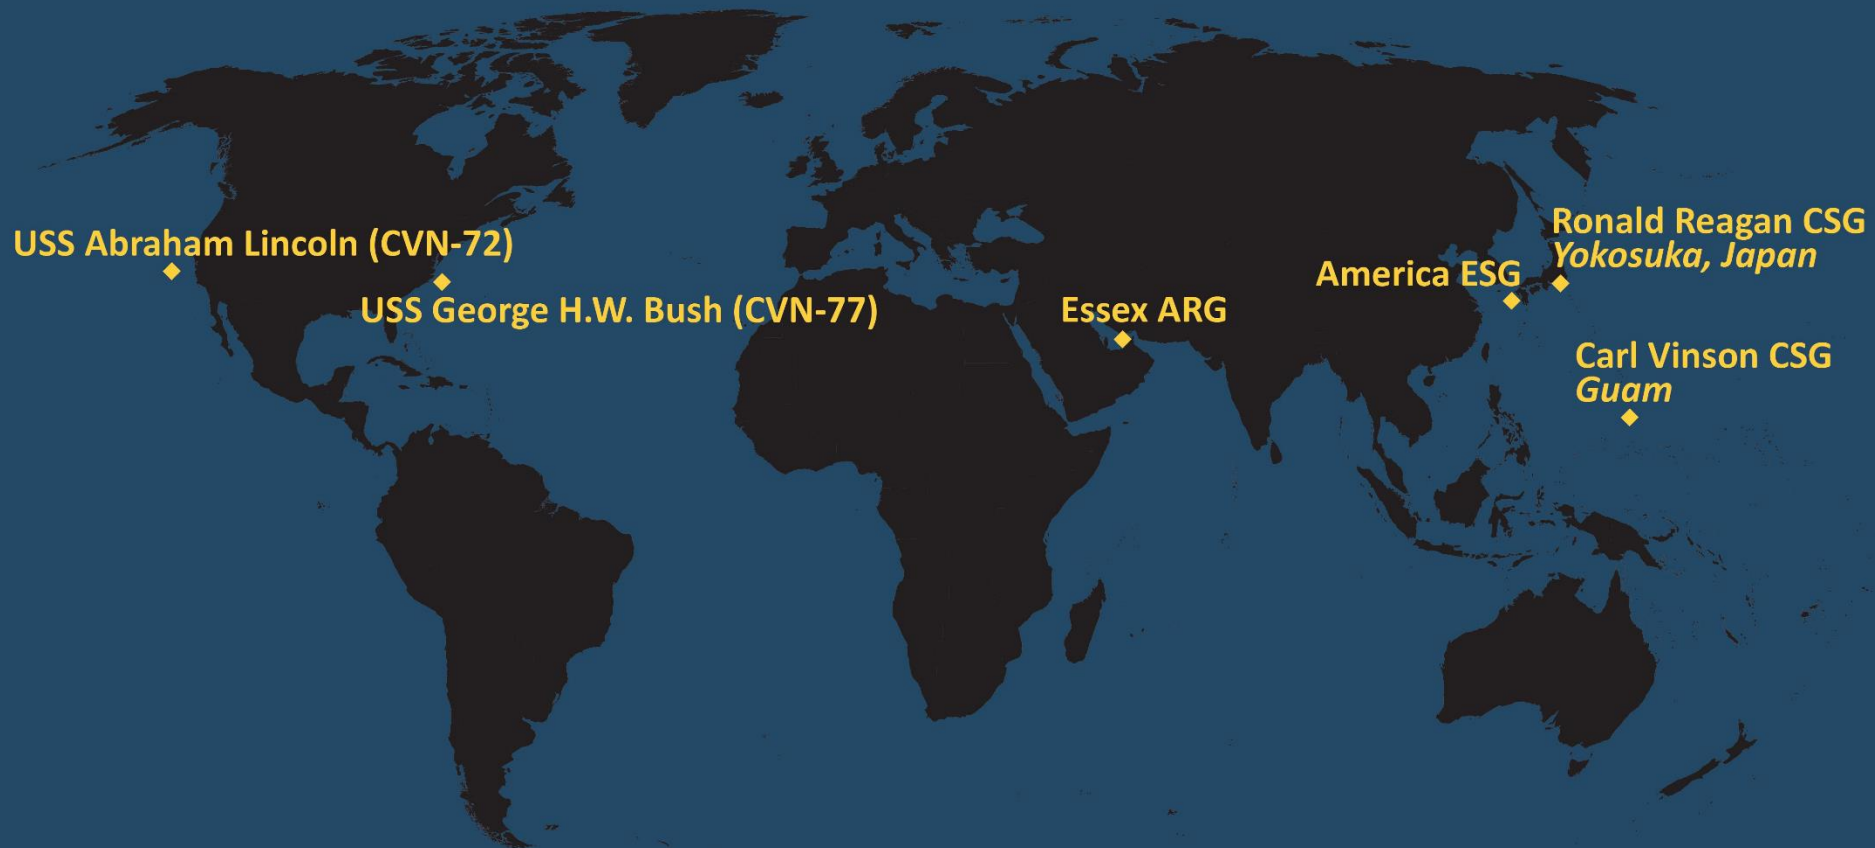 USS Abraham Lincoln (CVN-72)
USS George H.W. Bush (CVN-77)
Essex ARG
America ESG
Ronald Reagan CSG
Yokosuka, Japan
Carl Vinson CSG
Guam